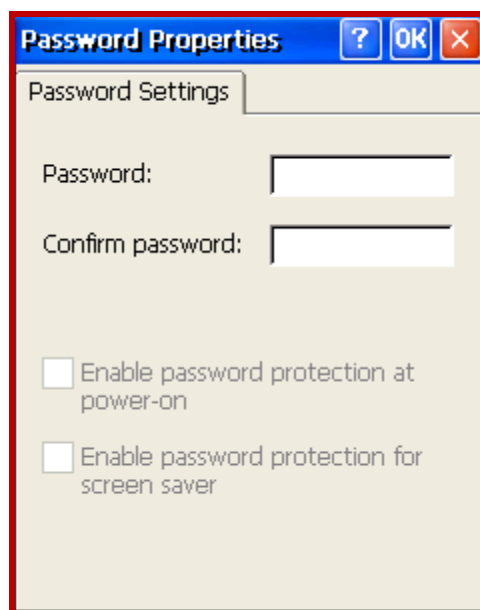 Password Properties ? OK ×
Password Settings
Password:
Confirm password:
Enable password protection at
power-on
Enable password protection for
screen saver